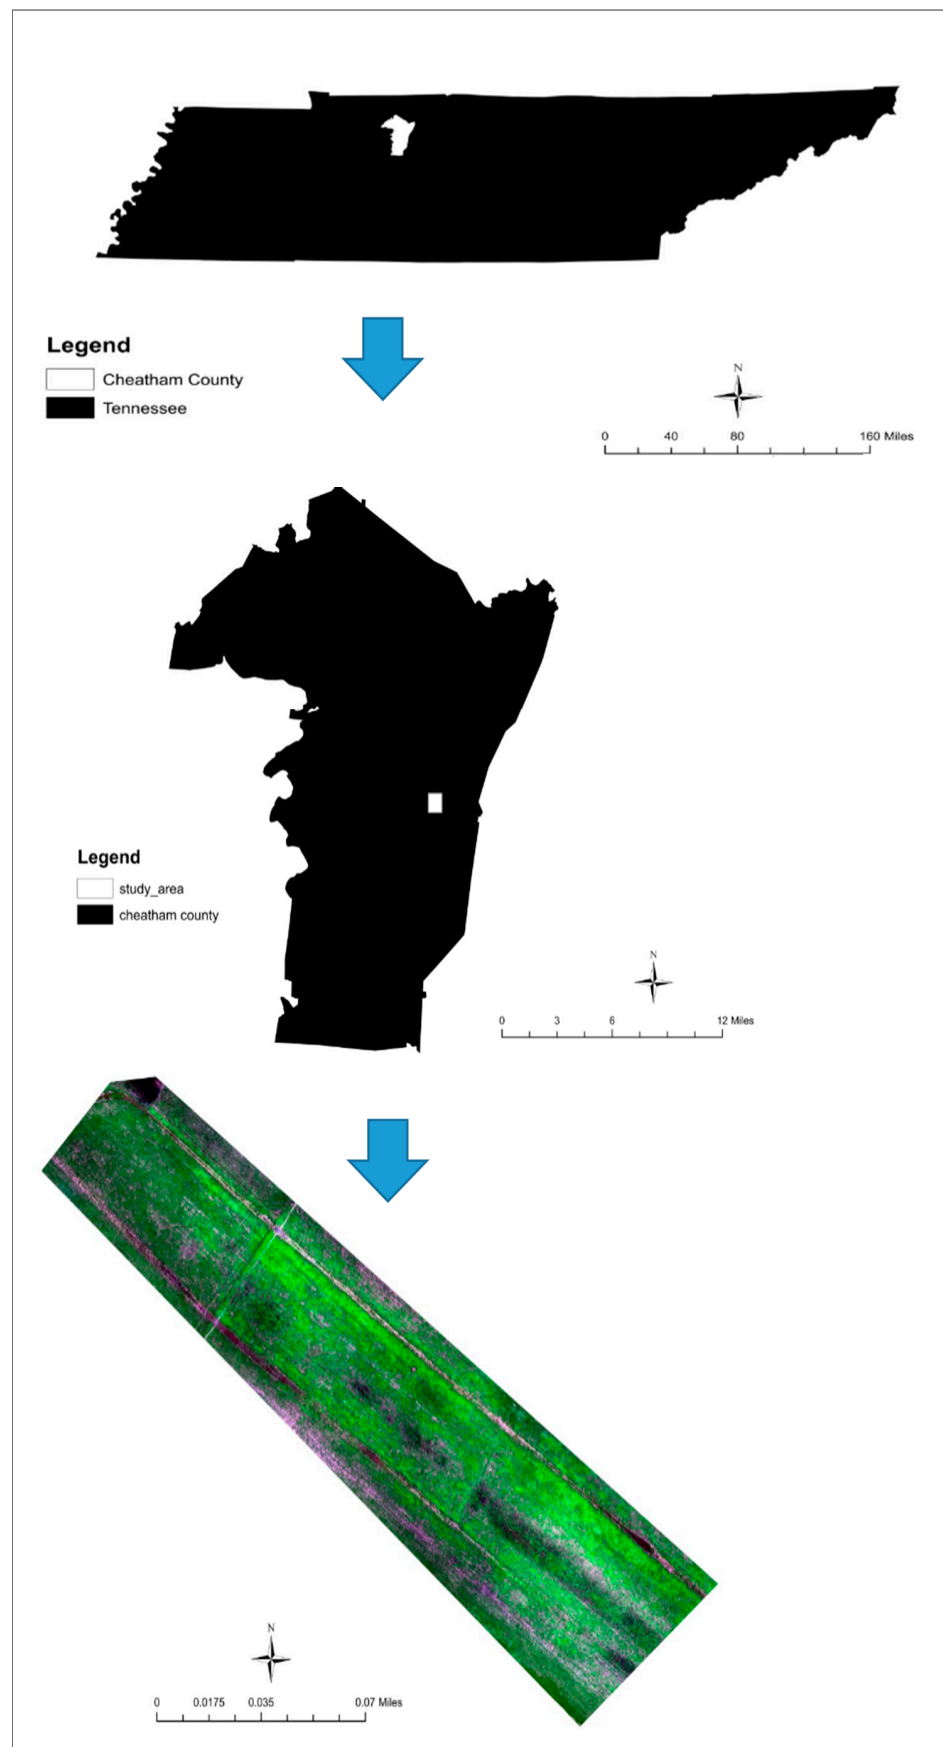 Legend
Cheatham County
Tennessee
N
0 40 80 160 Miles
Legend
study_area
cheatham county
N
0 3 6 12 Miles
N
0 0.0175 0.035 0.07 Miles